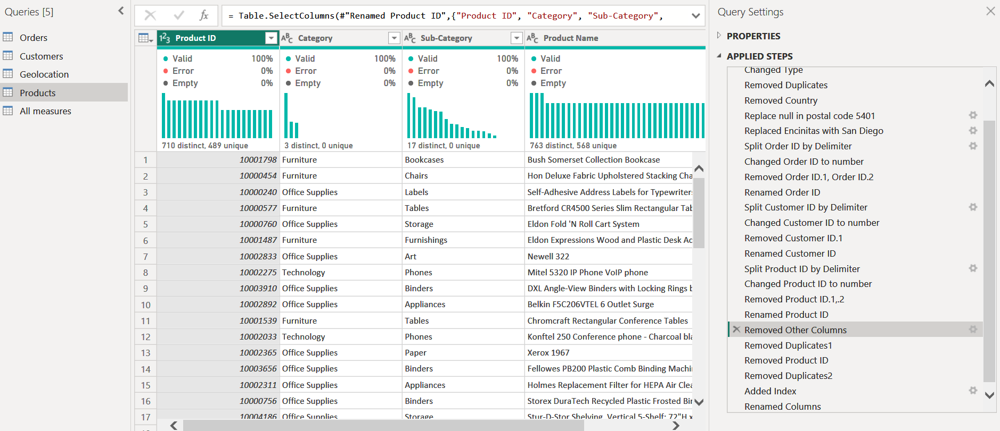 Queries [5]
Orders
Customers
Geolocation
Products
All measures
fx
= Table.SelectColumns(#"Renamed Product ID",{"Product ID", "Category", "Sub-Category",
123 Product ID
ABC Category
ABC Sub-Category
ABC Product Name
Valid 100%
Error 0%
Empty 0%
710 distinct, 489 unique
Valid 100%
Error 0%
Empty 0%
3 distinct, 0 unique
Valid 100%
Error 0%
Empty 0%
17 distinct, 0 unique
Valid
Error
Empty
763 distinct, 568 unique
1 10001798 Furniture Bookcases Bush Somerset Collection Bookcase
2 10000454 Furniture Chairs Hon Deluxe Fabric Upholstered Stacking Cha
3 10000240 Office Supplies Labels Self-Adhesive Address Labels for Typewriters
4 10000577 Furniture Tables Bretford CR4500 Series Slim Rectangular Tab
5 10000760 Office Supplies Storage Eldon Fold 'N Roll Cart System
6 10001487 Furniture Furnishings Eldon Expressions Wood and Plastic Desk Ac
7 10002833 Office Supplies Art Newell 322
8 10002275 Technology Phones Mitel 5320 IP Phone VoIP phone
9 10003910 Office Supplies Binders DXL Angle-View Binders with Locking Rings b
10 10002892 Office Supplies Appliances Belkin F5C206VTEL 6 Outlet Surge
11 10001539 Furniture Tables Chromcraft Rectangular Conference Tables
12 10002033 Technology Phones Konftel 250 Conference phone - Charcoal bla
13 10002365 Office Supplies Paper Xerox 1967
14 10003656 Office Supplies Binders Fellowes PB200 Plastic Comb Binding Machi
15 10002311 Office Supplies Appliances Holmes Replacement Filter for HEPA Air Clea
16 10000756 Office Supplies Binders Storex DuraTech Recycled Plastic Frosted Bin
17 10004186 Office Supplies Storage Stur-D-Stor Shelving, Vertical 5-Shelf: 72"H x
Query Settings
PROPERTIES
APPLIED STEPS
Changed Type
Removed Duplicates
Removed Country
Replace null in postal code 5401
Replaced Encinitas with San Diego
Split Order ID by Delimiter
Changed Order ID to number
Removed Order ID.1, Order ID.2
Renamed Order ID
Split Customer ID by Delimiter
Changed Customer ID to number
Removed Customer ID.1
Renamed Customer ID
Split Product ID by Delimiter
Changed Product ID to number
Removed Product ID.1,.2
Renamed Product ID
Removed Other Columns
Removed Duplicates1
Removed Product ID
Removed Duplicates2
Added Index
Renamed Columns